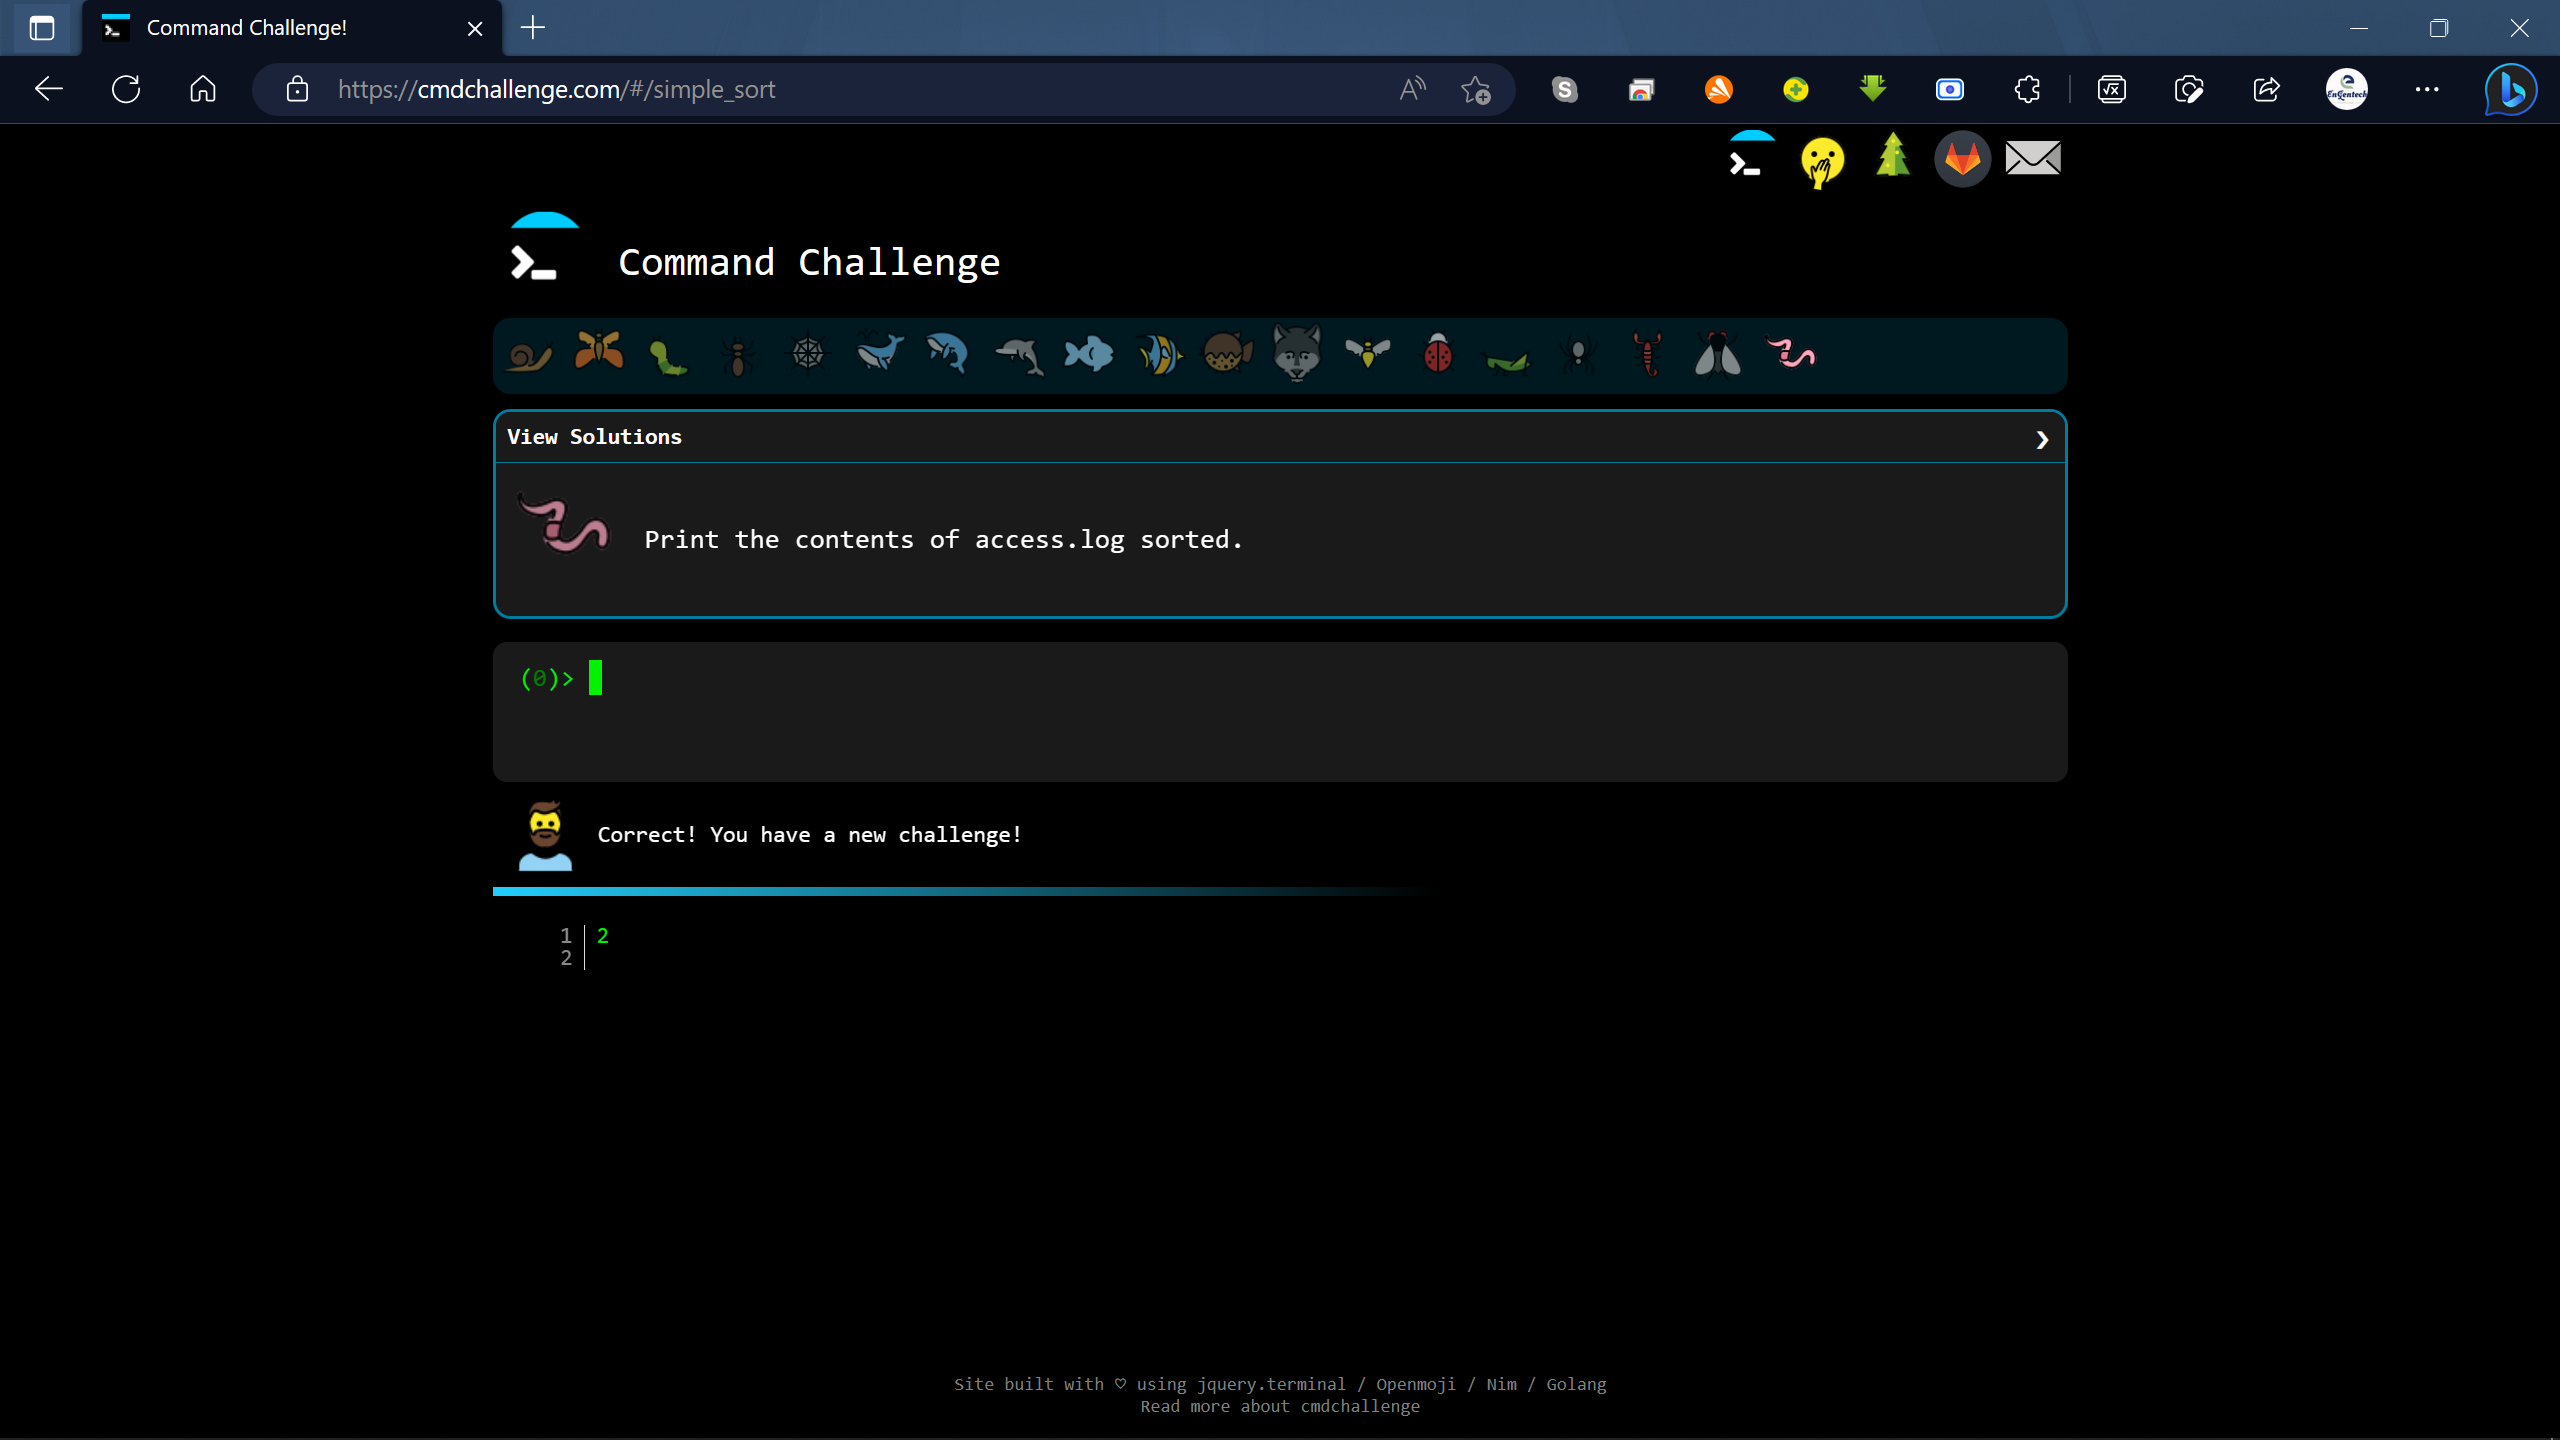 Command Challenge!
https://cmdchallenge.com/#/simple_sort
Command Challenge
View Solutions
Print the contents of access.log sorted.
(0)>
Correct! You have a new challenge!
1 2
2
Site built with ♡ using jquery.terminal / Openmoji / Nim / Golang
Read more about cmdchallenge